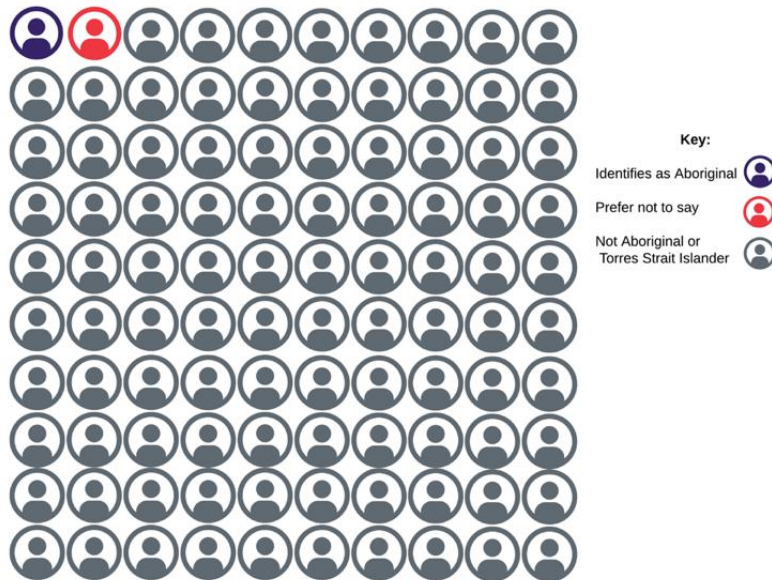 Key:
Identifies as Aboriginal
Prefer not to say
Not Aboriginal or
Torres Strait Islander